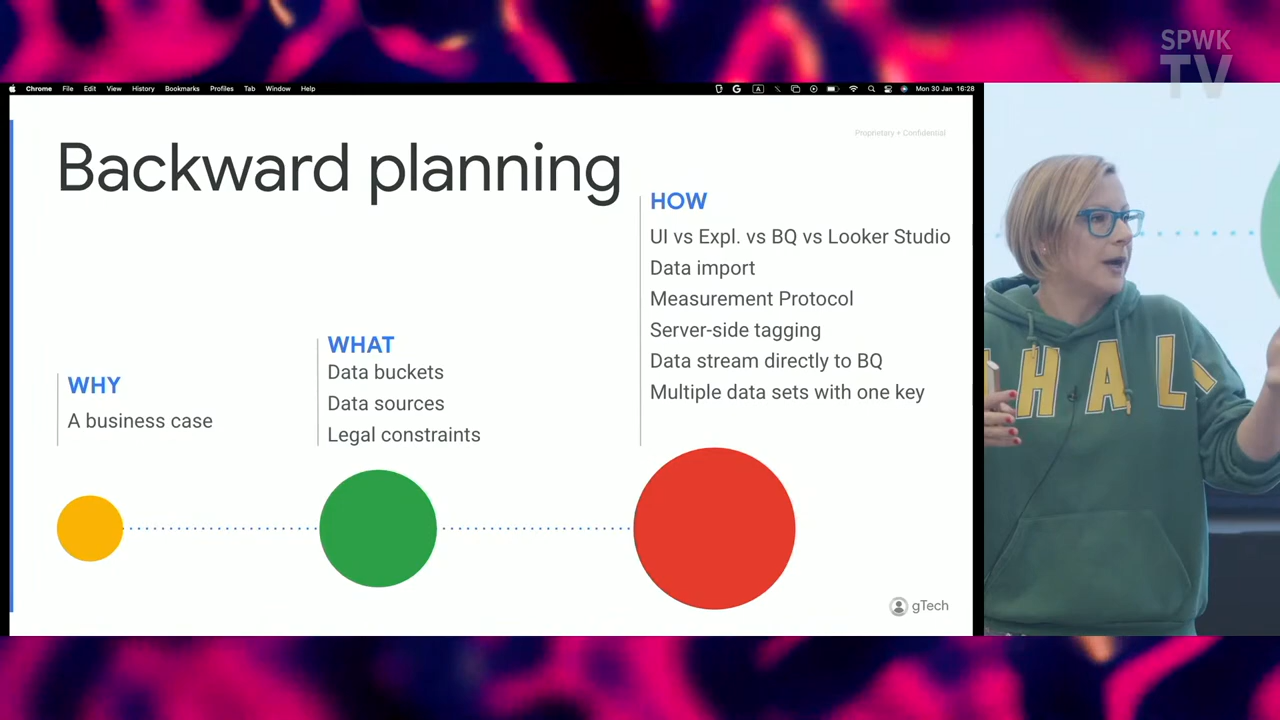 SPWK
TV
Chrome File Edit View History Bookmarks Profiles Tab Window Help
A
Mon 30 Jan 16:28
Proprietary + Confidential
Backward planning
WHY
A business case
WHAT
Data buckets
Data sources
Legal constraints
HOW
UI vs Expl. vs BQ vs Looker Studio
Data import
Measurement Protocol
Server-side tagging
Data stream directly to BQ
Multiple data sets with one key
gTech
HAL